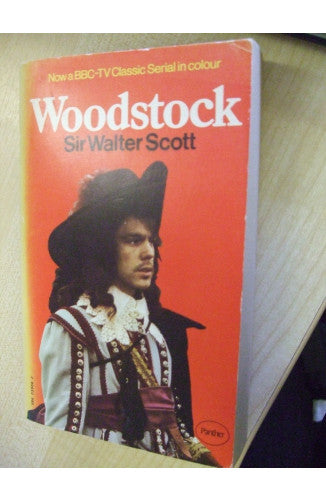 Now a BBC-TV Classic Serial in colour
Woodstock
Sir Walter Scott
Panther